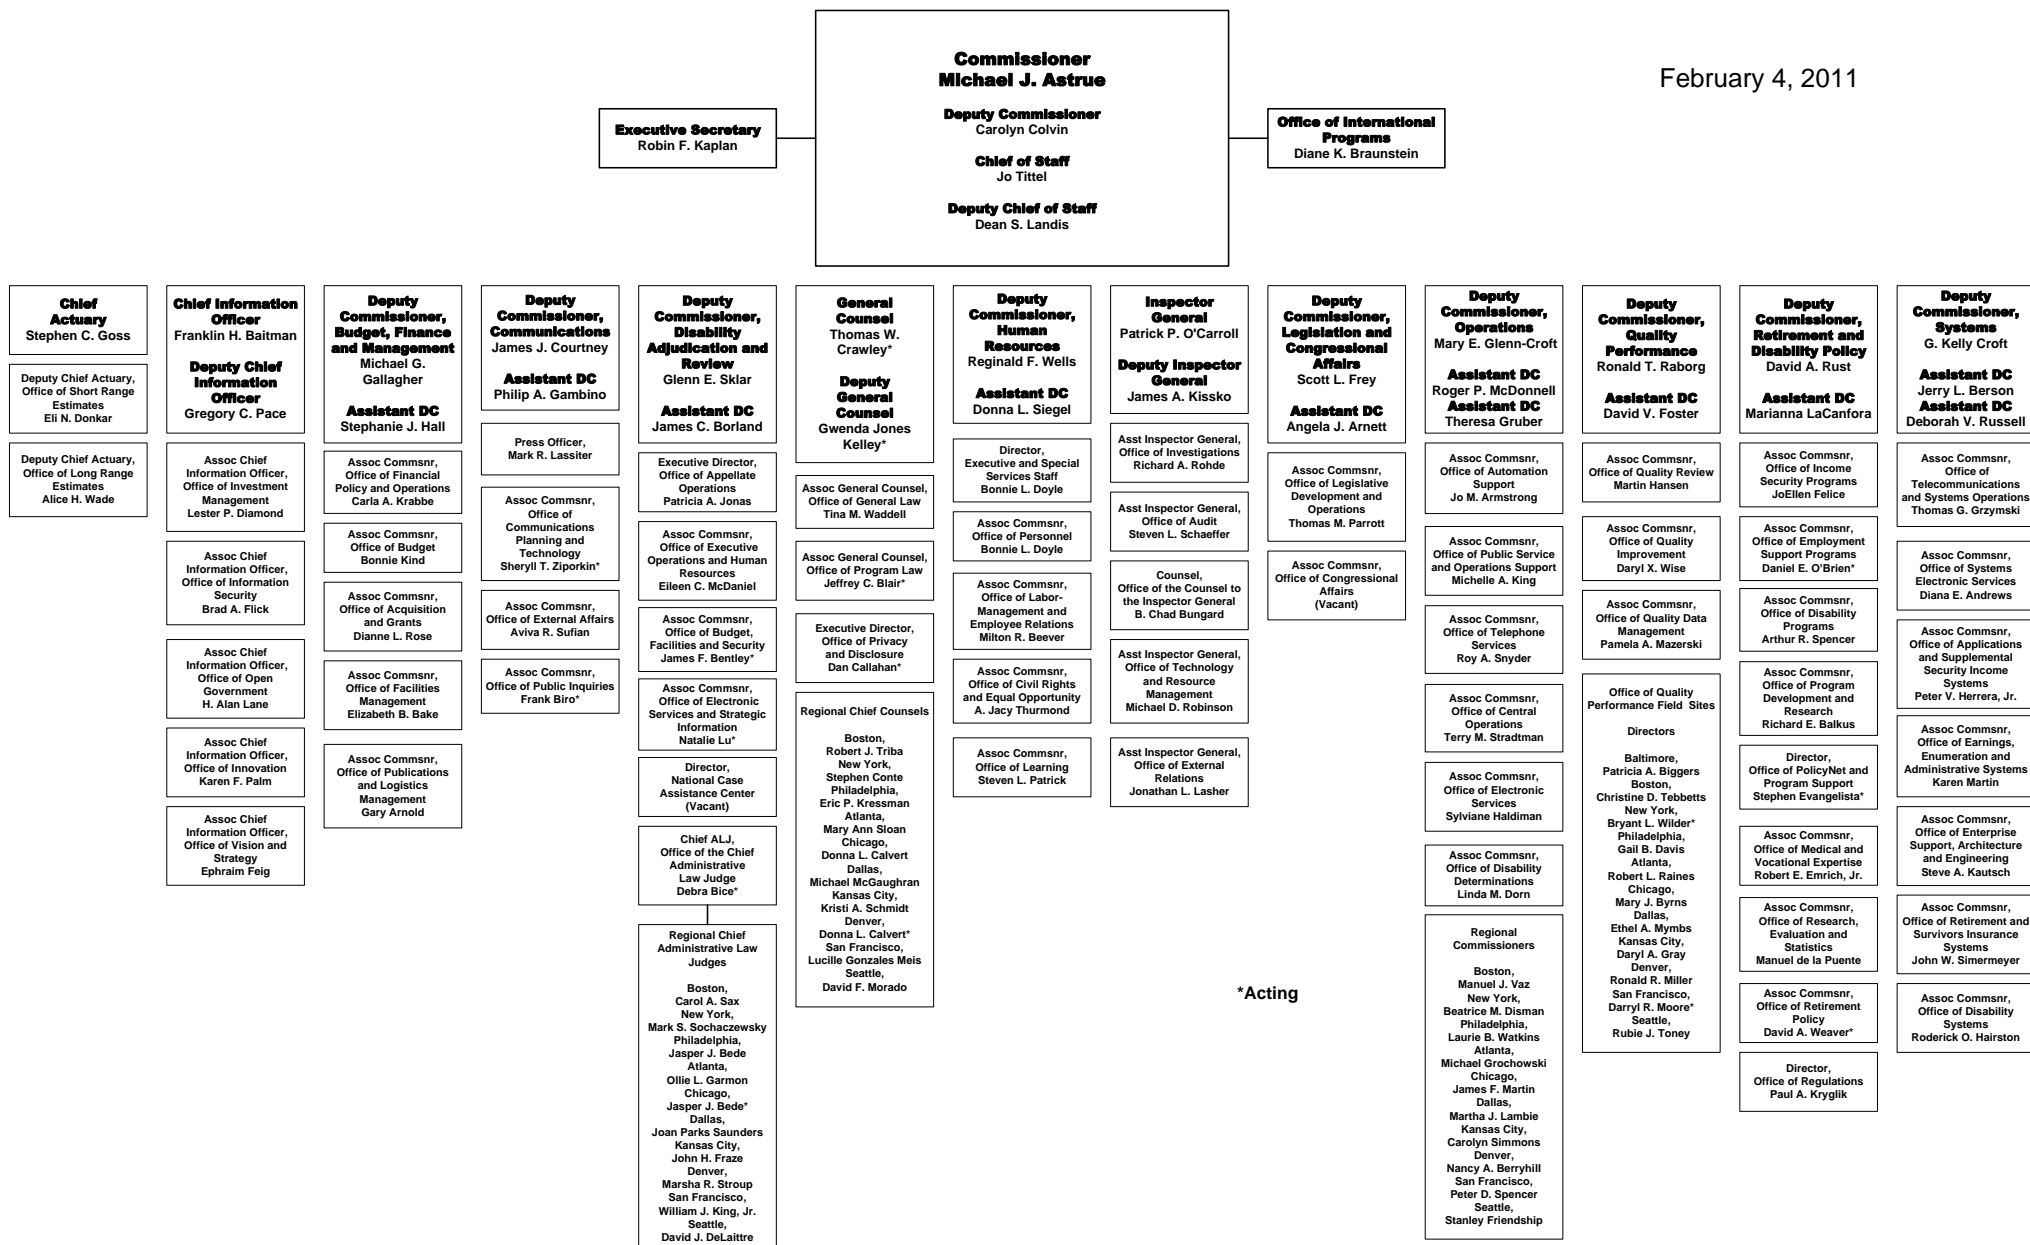 February 4, 2011
Commissioner
Michael J. Astrue
Deputy Commissioner
Carolyn Colvin
Chief of Staff
Jo Tittel
Deputy Chief of Staff
Dean S. Landis
Executive Secretary
Robin F. Kaplan
Office of International
Programs
Diane K. Braunstein
Chief
Actuary
Stephen C. Goss
Deputy Chief Actuary,
Office of Short Range
Estimates
Eli N. Donkar
Deputy Chief Actuary,
Office of Long Range
Estimates
Alice H. Wade
Chief Information
Officer
Franklin H. Baitman
Deputy Chief
Information
Officer
Gregory C. Pace
Assoc Chief
Information Officer,
Office of Investment
Management
Lester P. Diamond
Assoc Chief
Information Officer,
Office of Information
Security
Brad A. Flick
Assoc Chief
Information Officer,
Office of Open
Government
H. Alan Lane
Assoc Chief
Information Officer,
Office of Innovation
Karen F. Palm
Assoc Chief
Information Officer,
Office of Vision and
Strategy
Ephraim Feig
Deputy
Commissioner,
Budget, Finance
and Management
Michael G.
Gallagher
Assistant DC
Stephanie J. Hall
Assoc Commsnr,
Office of Financial
Policy and Operations
Carla A. Krabbe
Assoc Commsnr,
Office of Budget
Bonnie Kind
Assoc Commsnr,
Office of Acquisition
and Grants
Dianne L. Rose
Assoc Commsnr,
Office of Facilities
Management
Elizabeth B. Bake
Assoc Commsnr,
Office of Publications
and Logistics
Management
Gary Arnold
Deputy
Commissioner,
Communications
James J. Courtney
Assistant DC
Philip A. Gambino
Press Officer,
Mark R. Lassiter
Assoc Commsnr,
Office of
Communications
Planning and
Technology
Sheryll T. Ziporkin*
Assoc Commsnr,
Office of External Affairs
Aviva R. Sufian
Assoc Commsnr,
Office of Public Inquiries
Frank Biro*
Deputy
Commissioner,
Disability
Adjudication and
Review
Glenn E. Sklar
Assistant DC
James C. Borland
Executive Director,
Office of Appellate
Operations
Patricia A. Jonas
Assoc Commsnr,
Office of Executive
Operations and Human
Resources
Eileen C. McDaniel
Assoc Commsnr,
Office of Budget,
Facilities and Security
James F. Bentley*
Assoc Commsnr,
Office of Electronic
Services and Strategic
Information
Natalie Lu*
Director,
National Case
Assistance Center
(Vacant)
Chief ALJ,
Office of the Chief
Administrative
Law Judge
Debra Bice*
Regional Chief
Administrative Law
Judges
Boston,
Carol A. Sax
New York,
Mark S. Sochaczewsky
Philadelphia,
Jasper J. Bede
Atlanta,
Ollie L. Garmon
Chicago,
Jasper J. Bede*
Dallas,
Joan Parks Saunders
Kansas City,
John H. Fraze
Denver,
Marsha R. Stroup
San Francisco,
William J. King, Jr.
Seattle,
David J. DeLaittre
General
Counsel
Thomas W.
Crawley*
Deputy
General
Counsel
Gwenda Jones
Kelley*
Assoc General Counsel,
Office of General Law
Tina M. Waddell
Assoc General Counsel,
Office of Program Law
Jeffrey C. Blair*
Executive Director,
Office of Privacy
and Disclosure
Dan Callahan*
Regional Chief Counsels
Boston,
Robert J. Triba
New York,
Stephen Conte
Philadelphia,
Eric P. Kressman
Atlanta,
Mary Ann Sloan
Chicago,
Donna L. Calvert
Dallas,
Michael McGaughran
Kansas City,
Kristi A. Schmidt
Denver,
Donna L. Calvert*
San Francisco,
Lucille Gonzales Meis
Seattle,
David F. Morado
Deputy
Commissioner,
Human
Resources
Reginald F. Wells
Assistant DC
Donna L. Siegel
Director,
Executive and Special
Services Staff
Bonnie L. Doyle
Assoc Commsnr,
Office of Personnel
Bonnie L. Doyle
Assoc Commsnr,
Office of Labor-
Management and
Employee Relations
Milton R. Beever
Assoc Commsnr,
Office of Civil Rights
and Equal Opportunity
A. Jacy Thurmond
Assoc Commsnr,
Office of Learning
Steven L. Patrick
Inspector
General
Patrick P. O'Carroll
Deputy Inspector
General
James A. Kissko
Asst Inspector General,
Office of Investigations
Richard A. Rohde
Asst Inspector General,
Office of Audit
Steven L. Schaeffer
Counsel,
Office of the Counsel to
the Inspector General
B. Chad Bungard
Asst Inspector General,
Office of Technology
and Resource
Management
Michael D. Robinson
Asst Inspector General,
Office of External
Relations
Jonathan L. Lasher
Deputy
Commissioner,
Legislation and
Congressional
Affairs
Scott L. Frey
Assistant DC
Angela J. Arnett
Assoc Commsnr,
Office of Legislative
Development and
Operations
Thomas M. Parrott
Assoc Commsnr,
Office of Congressional
Affairs
(Vacant)
*Acting
Deputy
Commissioner,
Operations
Mary E. Glenn-Croft
Assistant DC
Roger P. McDonnell
Assistant DC
Theresa Gruber
Assoc Commsnr,
Office of Automation
Support
Jo M. Armstrong
Assoc Commsnr,
Office of Public Service
and Operations Support
Michelle A. King
Assoc Commsnr,
Office of Telephone
Services
Roy A. Snyder
Assoc Commsnr,
Office of Central
Operations
Terry M. Stradtman
Assoc Commsnr,
Office of Electronic
Services
Sylviane Haldiman
Assoc Commsnr,
Office of Disability
Determinations
Linda M. Dorn
Regional
Commissioners
Boston,
Manuel J. Vaz
New York,
Beatrice M. Disman
Philadelphia,
Laurie B. Watkins
Atlanta,
Michael Grochowski
Chicago,
James F. Martin
Dallas,
Martha J. Lambie
Kansas City,
Carolyn Simmons
Denver,
Nancy A. Berryhill
San Francisco,
Peter D. Spencer
Seattle,
Stanley Friendship
Deputy
Commissioner,
Quality
Performance
Ronald T. Raborg
Assistant DC
David V. Foster
Assoc Commsnr,
Office of Quality Review
Martin Hansen
Assoc Commsnr,
Office of Quality
Improvement
Daryl X. Wise
Assoc Commsnr,
Office of Quality Data
Management
Pamela A. Mazerski
Office of Quality
Performance Field Sites
Directors
Baltimore,
Patricia A. Biggers
Boston,
Christine D. Tebbetts
New York,
Bryant L. Wilder*
Philadelphia,
Gail B. Davis
Atlanta,
Robert L. Raines
Chicago,
Mary J. Byrns
Dallas,
Ethel A. Mymbs
Kansas City,
Daryl A. Gray
Denver,
Ronald R. Miller
San Francisco,
Darryl R. Moore*
Seattle,
Rubie J. Toney
Deputy
Commissioner,
Retirement and
Disability Policy
David A. Rust
Assistant DC
Marianna LaCanfora
Assoc Commsnr,
Office of Income
Security Programs
JoEllen Felice
Assoc Commsnr,
Office of Employment
Support Programs
Daniel E. O'Brien*
Assoc Commsnr,
Office of Disability
Programs
Arthur R. Spencer
Assoc Commsnr,
Office of Program
Development and
Research
Richard E. Balkus
Director,
Office of PolicyNet and
Program Support
Stephen Evangelista*
Assoc Commsnr,
Office of Medical and
Vocational Expertise
Robert E. Emrich, Jr.
Assoc Commsnr,
Office of Research,
Evaluation and
Statistics
Manuel de la Puente
Assoc Commsnr,
Office of Retirement
Policy
David A. Weaver*
Director,
Office of Regulations
Paul A. Kryglik
Deputy
Commissioner,
Systems
G. Kelly Croft
Assistant DC
Jerry L. Berson
Assistant DC
Deborah V. Russell
Assoc Commsnr,
Office of
Telecommunications
and Systems Operations
Thomas G. Grzymski
Assoc Commsnr,
Office of Systems
Electronic Services
Diana E. Andrews
Assoc Commsnr,
Office of Applications
and Supplemental
Security Income
Systems
Peter V. Herrera, Jr.
Assoc Commsnr,
Office of Earnings,
Enumeration and
Administrative Systems
Karen Martin
Assoc Commsnr,
Office of Enterprise
Support, Architecture
and Engineering
Steve A. Kautsch
Assoc Commsnr,
Office of Retirement and
Survivors Insurance
Systems
John W. Simermeyer
Assoc Commsnr,
Office of Disability
Systems
Roderick O. Hairston